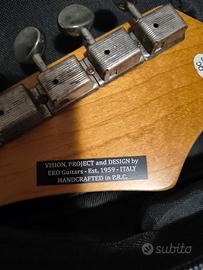 VISION, PROJECT and DESIGN by
EKO Guitars - Est. 1959 - ITALY
HANDCRAFTED in P.R.C.
subito